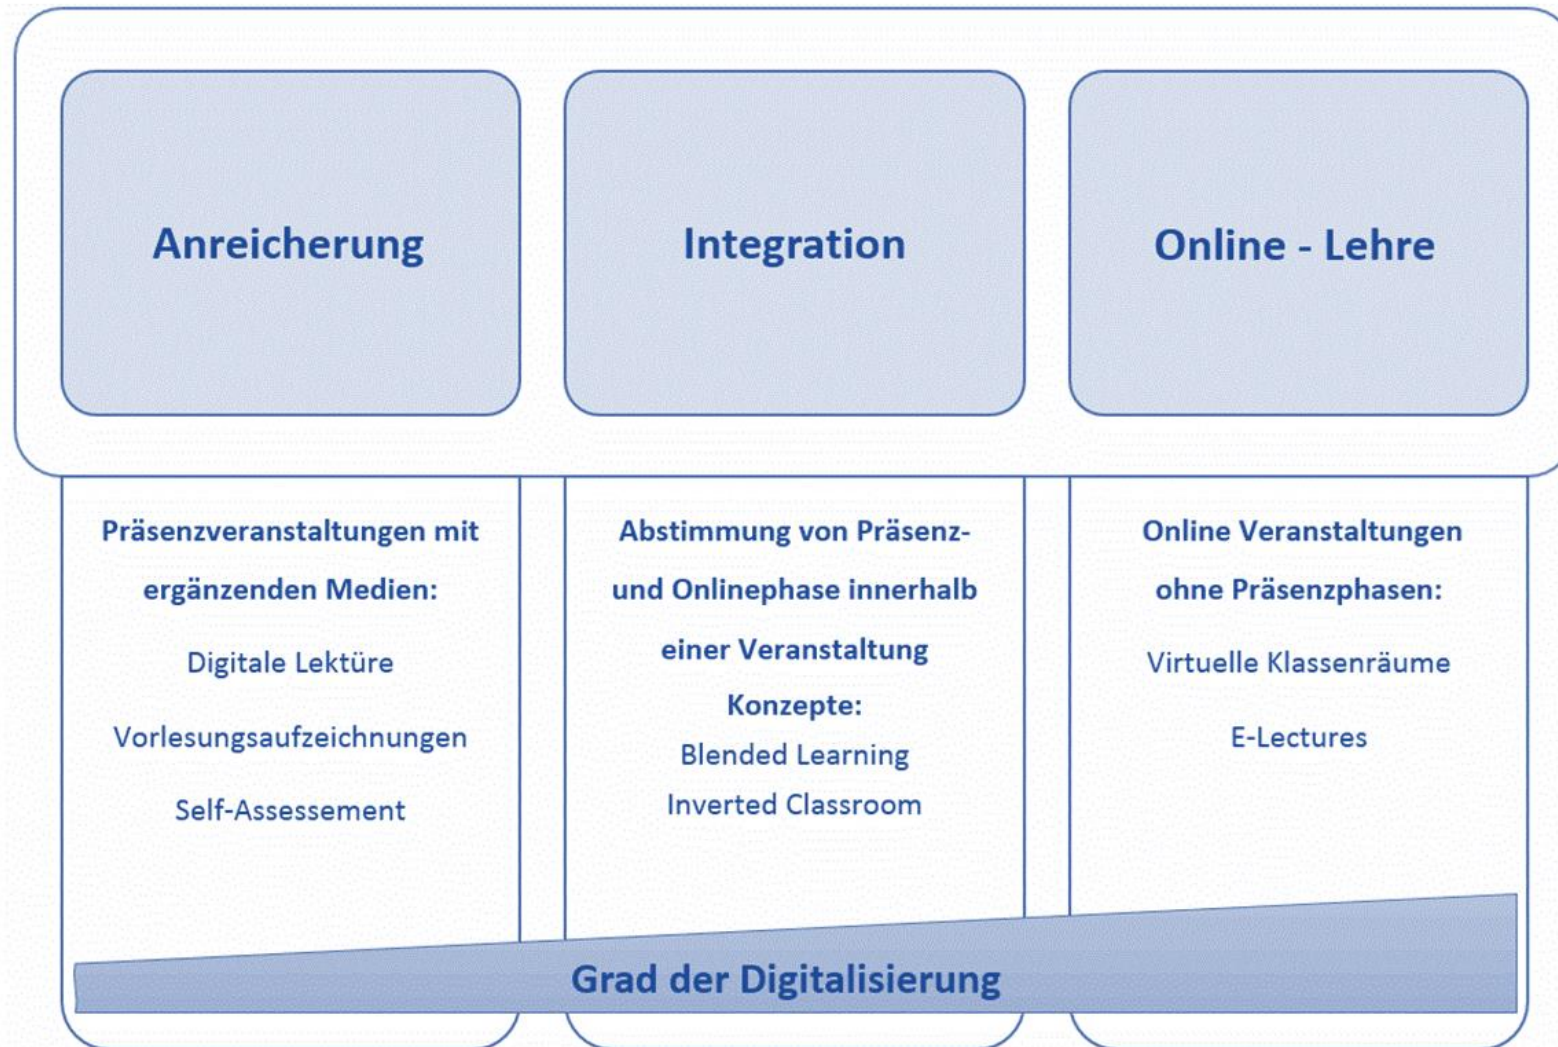 Anreicherung
Integration
Online - Lehre
Präsenzveranstaltungen mit
ergänzenden Medien:
Digitale Lektüre
Vorlesungsaufzeichnungen
Self-Assessement
Abstimmung von Präsenz-
und Onlinephase innerhalb
einer Veranstaltung
Konzepte:
Blended Learning
Inverted Classroom
Online Veranstaltungen
ohne Präsenzphasen:
Virtuelle Klassenräume
E-Lectures
Grad der Digitalisierung